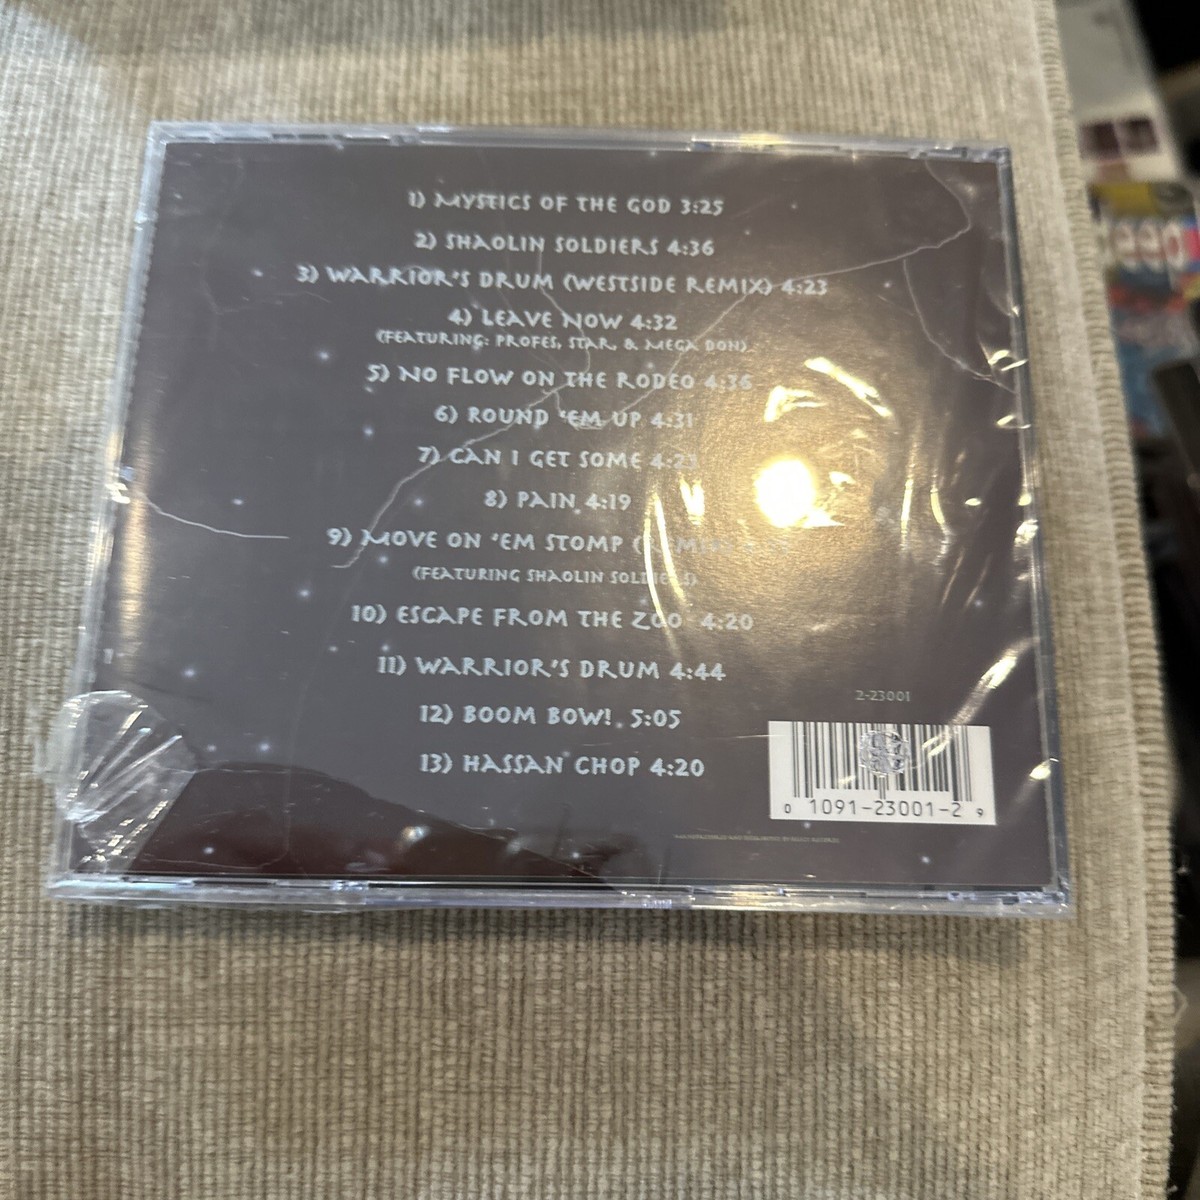 1) MYSTICS OF THE GOD 3:25
2) SHAOLIN SOLDIERS 4:36
3) WARRIOR'S DRUM (WESTSIDE REMIX) 4:23
4) LEAVE NOW 4:32
(FEATURING: PROFES, STAR, & MEGA DON)
5) NO FLOW ON THE RODEO 4:36
6) ROUND 'EM UP 4:31
7) CAN I GET SOME 4:23
8) PAIN 4:19
9) MOVE ON 'EM STOMP
(FEATURING SHAOLIN SOLDIERS)
10) ESCAPE FROM THE ZOO 4:20
11) WARRIOR'S DRUM 4:44
12) BOOM BOW! 5:05
13) HASSAN CHOP 4:20
2-23001
0 1091-23001-2 9